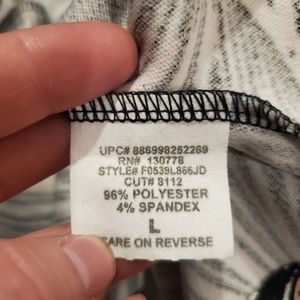 UPC# 886998252269
RN# 130778
STYLE# F0539L866JD
CUT# 8112
96% POLYESTER
4% SPANDEX
L
CARE ON REVERSE